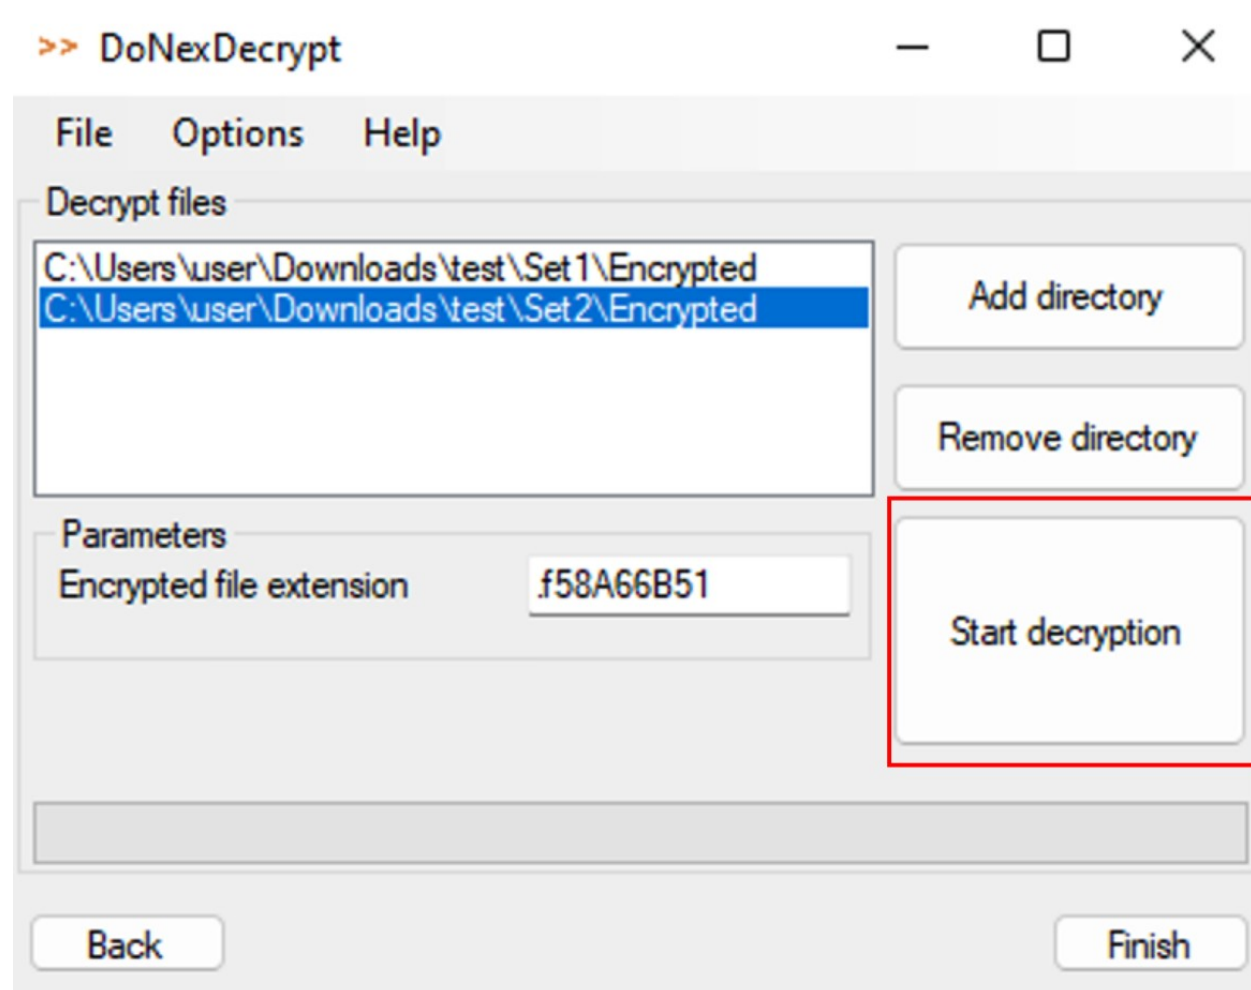 >> DoNexDecrypt
File Options Help
Decrypt files
C:\Users\user\Downloads\test\Set1\Encrypted
C:\Users\user\Downloads\test\Set2\Encrypted
Add directory
Remove directory
Parameters
Encrypted file extension .f58A66B51
Start decryption
Back Finish